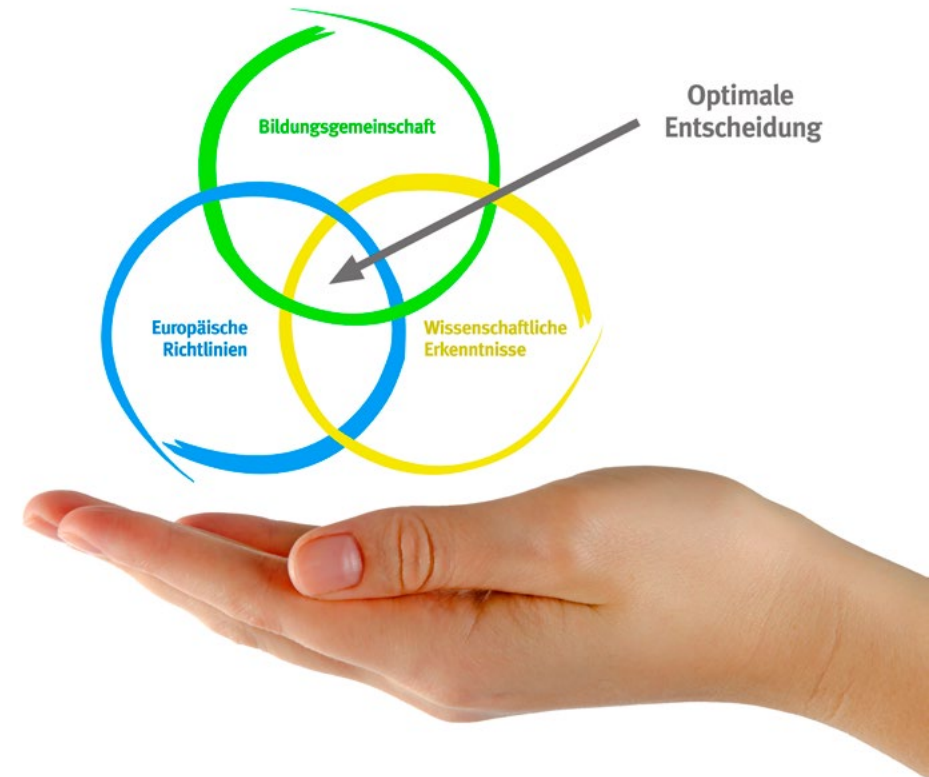 Optimale
Entscheidung
Bildungsgemeinschaft
Europäische
Richtlinien
Wissenschaftliche
Erkenntnisse